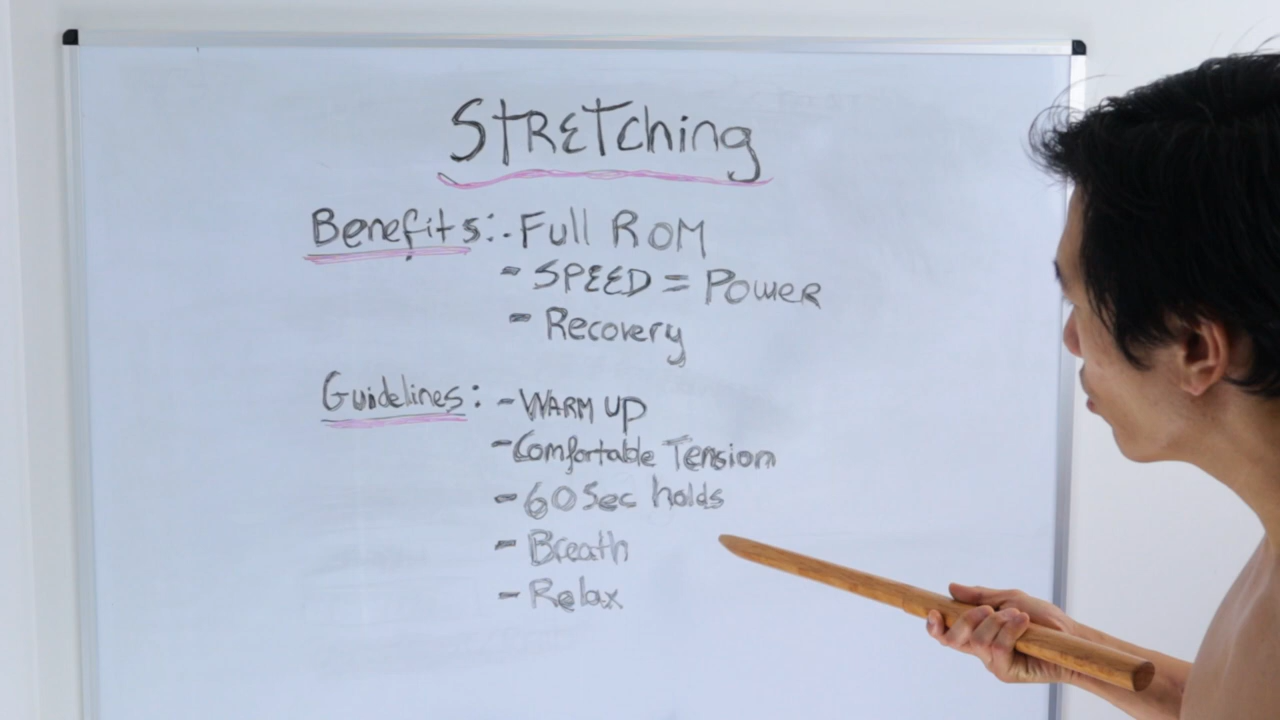 Stretching
Benefits: - Full ROM
- SPEED = Power
- Recovery
Guidelines: - WARM UP
- Comfortable Tension
- 60 Sec holds
- Breath
- Relax